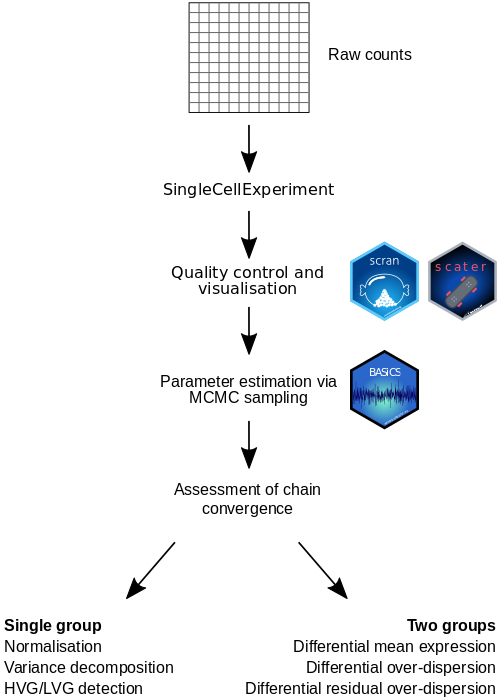 Raw counts
SingleCellExperiment
Quality control and
visualisation
scran
scater
Parameter estimation via
MCMC sampling
BASiCS
Assessment of chain
convergence
Single group
Normalisation
Variance decomposition
HVG/LVG detection
Two groups
Differential mean expression
Differential over-dispersion
Differential residual over-dispersion